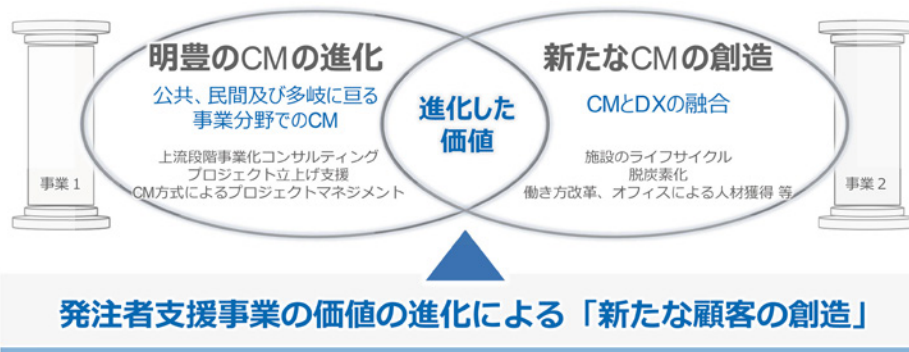 明豊のCMの進化
公共、民間及び多岐に亘る
事業分野でのCM
上流段階事業化コンサルティング
プロジェクト立上げ支援
CM方式によるプロジェクトマネジメント
事業1
進化した
価値
新たなCMの創造
CMとDXの融合
施設のライフサイクル
脱炭素化
働き方改革、オフィスによる人材獲得 等
事業2
発注者支援事業の価値の進化による「新たな顧客の創造」